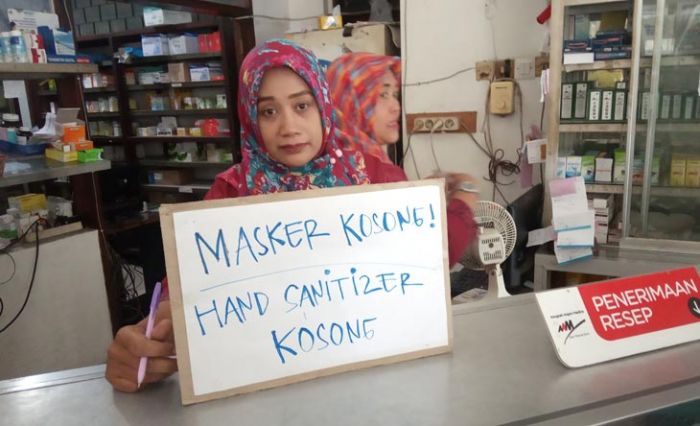 MASKER KOSONG!
HAND SANITIZER
KOSONG
PENERIMAAN
RESEP